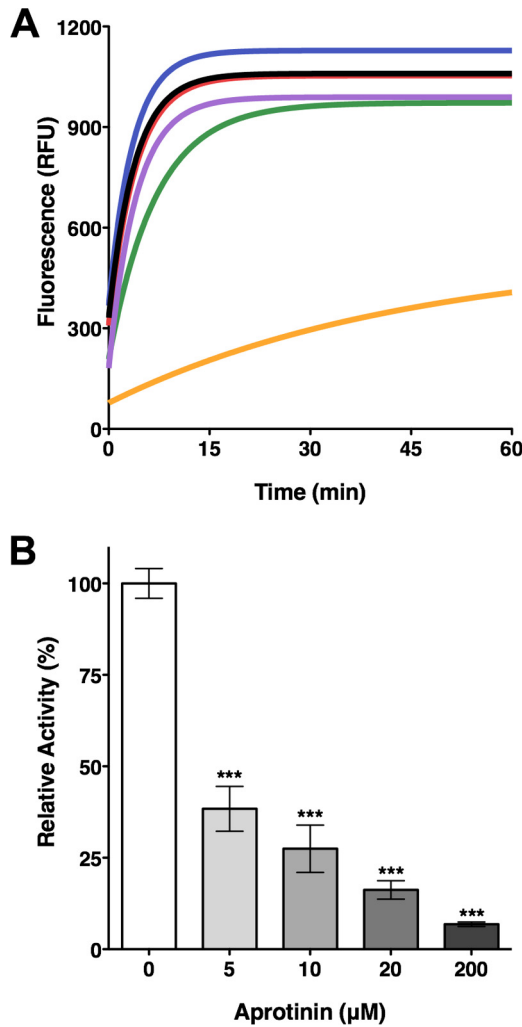 A
Fluorescence (RFU)
1200
900
600
300
0
0 15 30 45 60
Time (min)
B
Relative Activity (%)
100
75
50
25
0
***
***
***
***
0 5 10 20 200
Aprotinin (µM)